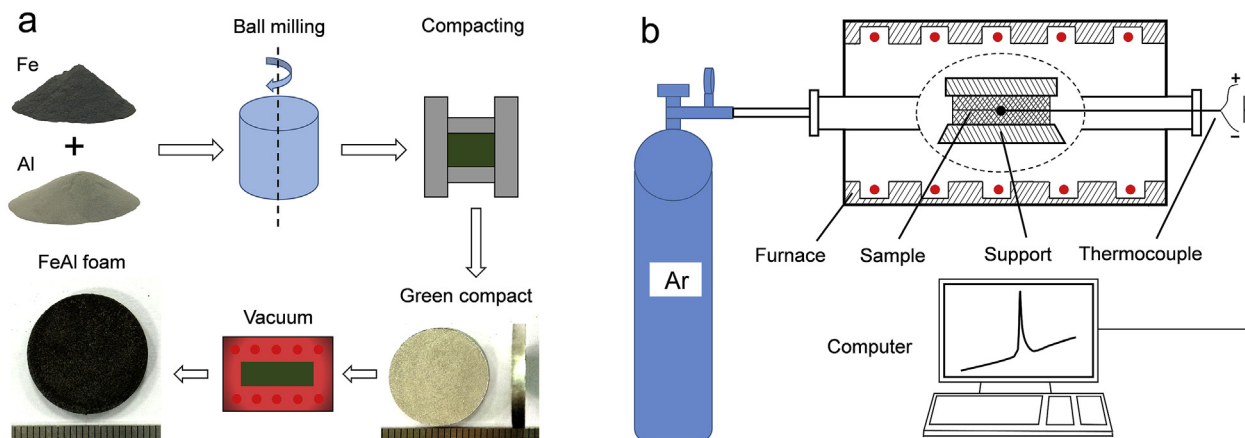 a
Ball milling
Compacting
Fe
+
Al
FeAl foam
Vacuum
Green compact
b
+
−
Furnace
Sample
Support
Thermocouple
Ar
Computer